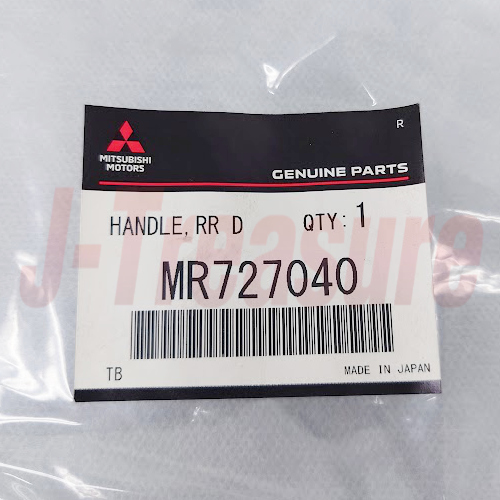 R
MITSUBISHI
MOTORS
GENUINE PARTS
HANDLE, RR D QTY: 1
MR727040
TB MADE IN JAPAN
J-Treasure